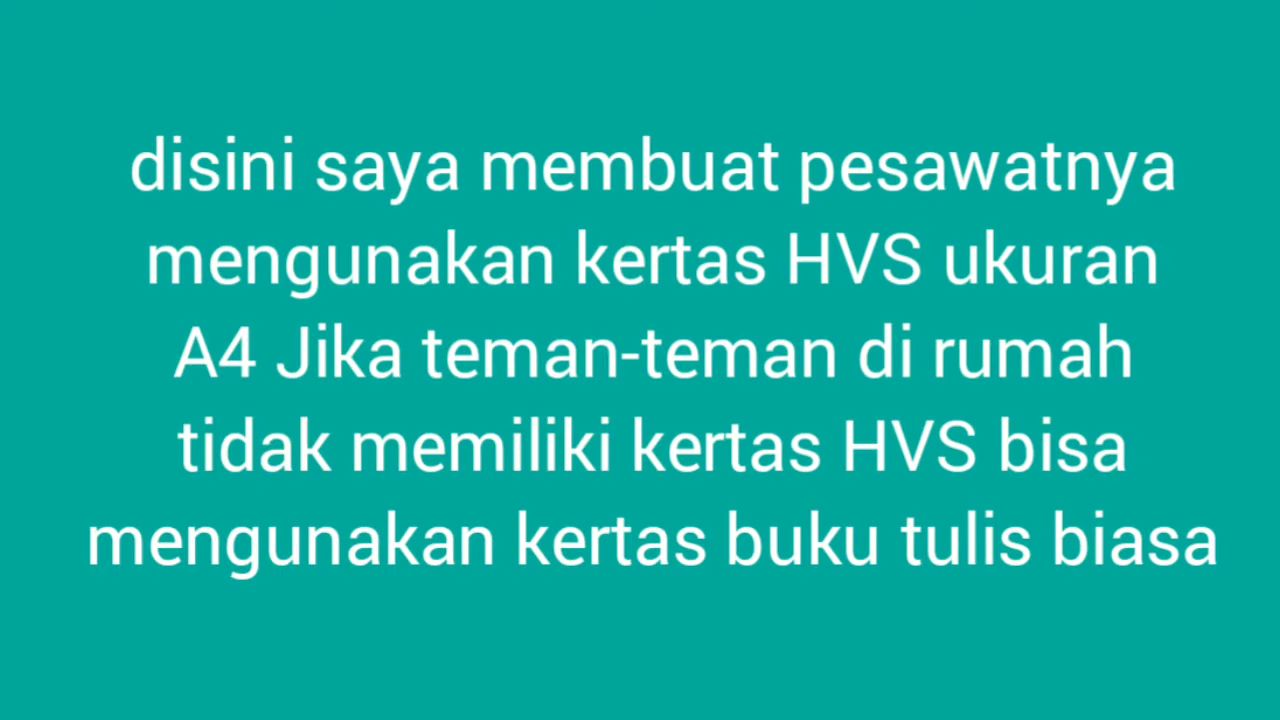 disini saya membuat pesawatnya
mengunakan kertas HVS ukuran
A4 Jika teman-teman di rumah
tidak memiliki kertas HVS bisa
mengunakan kertas buku tulis biasa